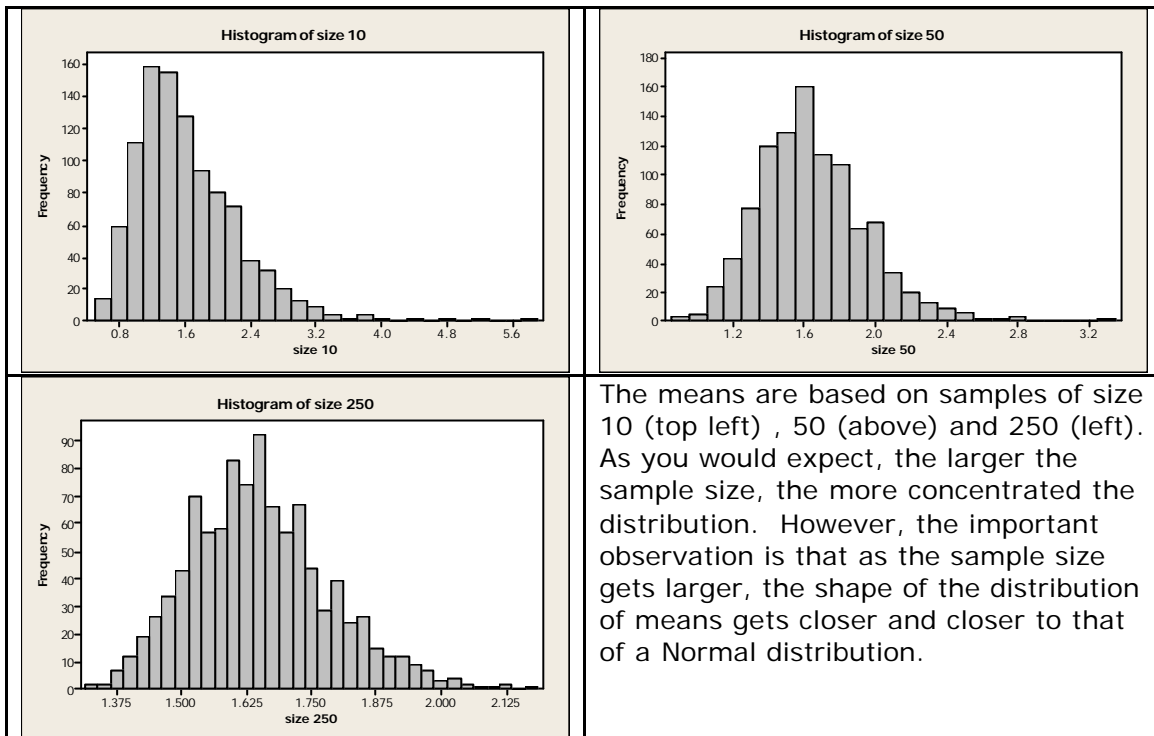 Histogram of size 10
160
140
120
100
80
60
40
20
0
Frequency
0.8 1.6 2.4 3.2 4.0 4.8 5.6
size 10
Histogram of size 50
180
160
140
120
100
80
60
40
20
0
Frequency
1.2 1.6 2.0 2.4 2.8 3.2
size 50
Histogram of size 250
90
80
70
60
50
40
30
20
10
0
Frequency
1.375 1.500 1.625 1.750 1.875 2.000 2.125
size 250
The means are based on samples of size
10 (top left) , 50 (above) and 250 (left).
As you would expect, the larger the
sample size, the more concentrated the
distribution. However, the important
observation is that as the sample size
gets larger, the shape of the distribution
of means gets closer and closer to that
of a Normal distribution.